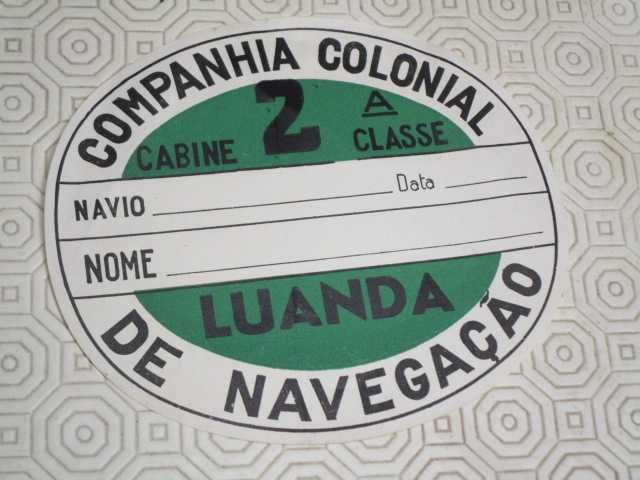 COMPANHIA COLONIAL
CABINE 2 A CLASSE
NAVIO Data
NOME
LUANDA
DE NAVEGAÇÃO